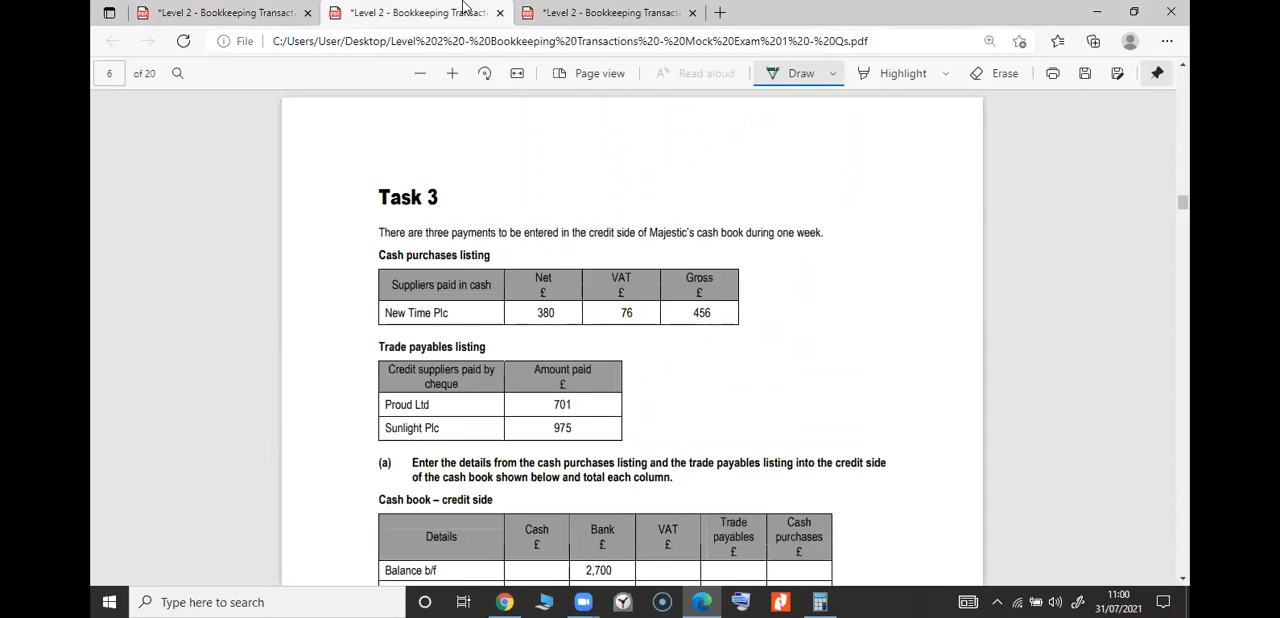 *Level 2 - Bookkeeping Transacti
*Level 2 - Bookkeeping Transacti
*Level 2 - Bookkeeping Transacti
File
C:/Users/User/Desktop/Level%202%20-%20Bookkeeping%20Transactions%20-%20Mock%20Exam%201%20-%20Qs.pdf
6 of 20
Page view
Read aloud
Draw
Highlight
Erase
Task 3
There are three payments to be entered in the credit side of Majestic's cash book during one week.
Cash purchases listing
Suppliers paid in cash Net £ VAT £ Gross £
New Time Plc 380 76 456
Trade payables listing
Credit suppliers paid by cheque Amount paid £
Proud Ltd 701
Sunlight Plc 975
(a) Enter the details from the cash purchases listing and the trade payables listing into the credit side
of the cash book shown below and total each column.
Cash book – credit side
Details Cash £ Bank £ VAT £ Trade payables £ Cash purchases £
Balance b/f 2,700
Type here to search
11:00
31/07/2021